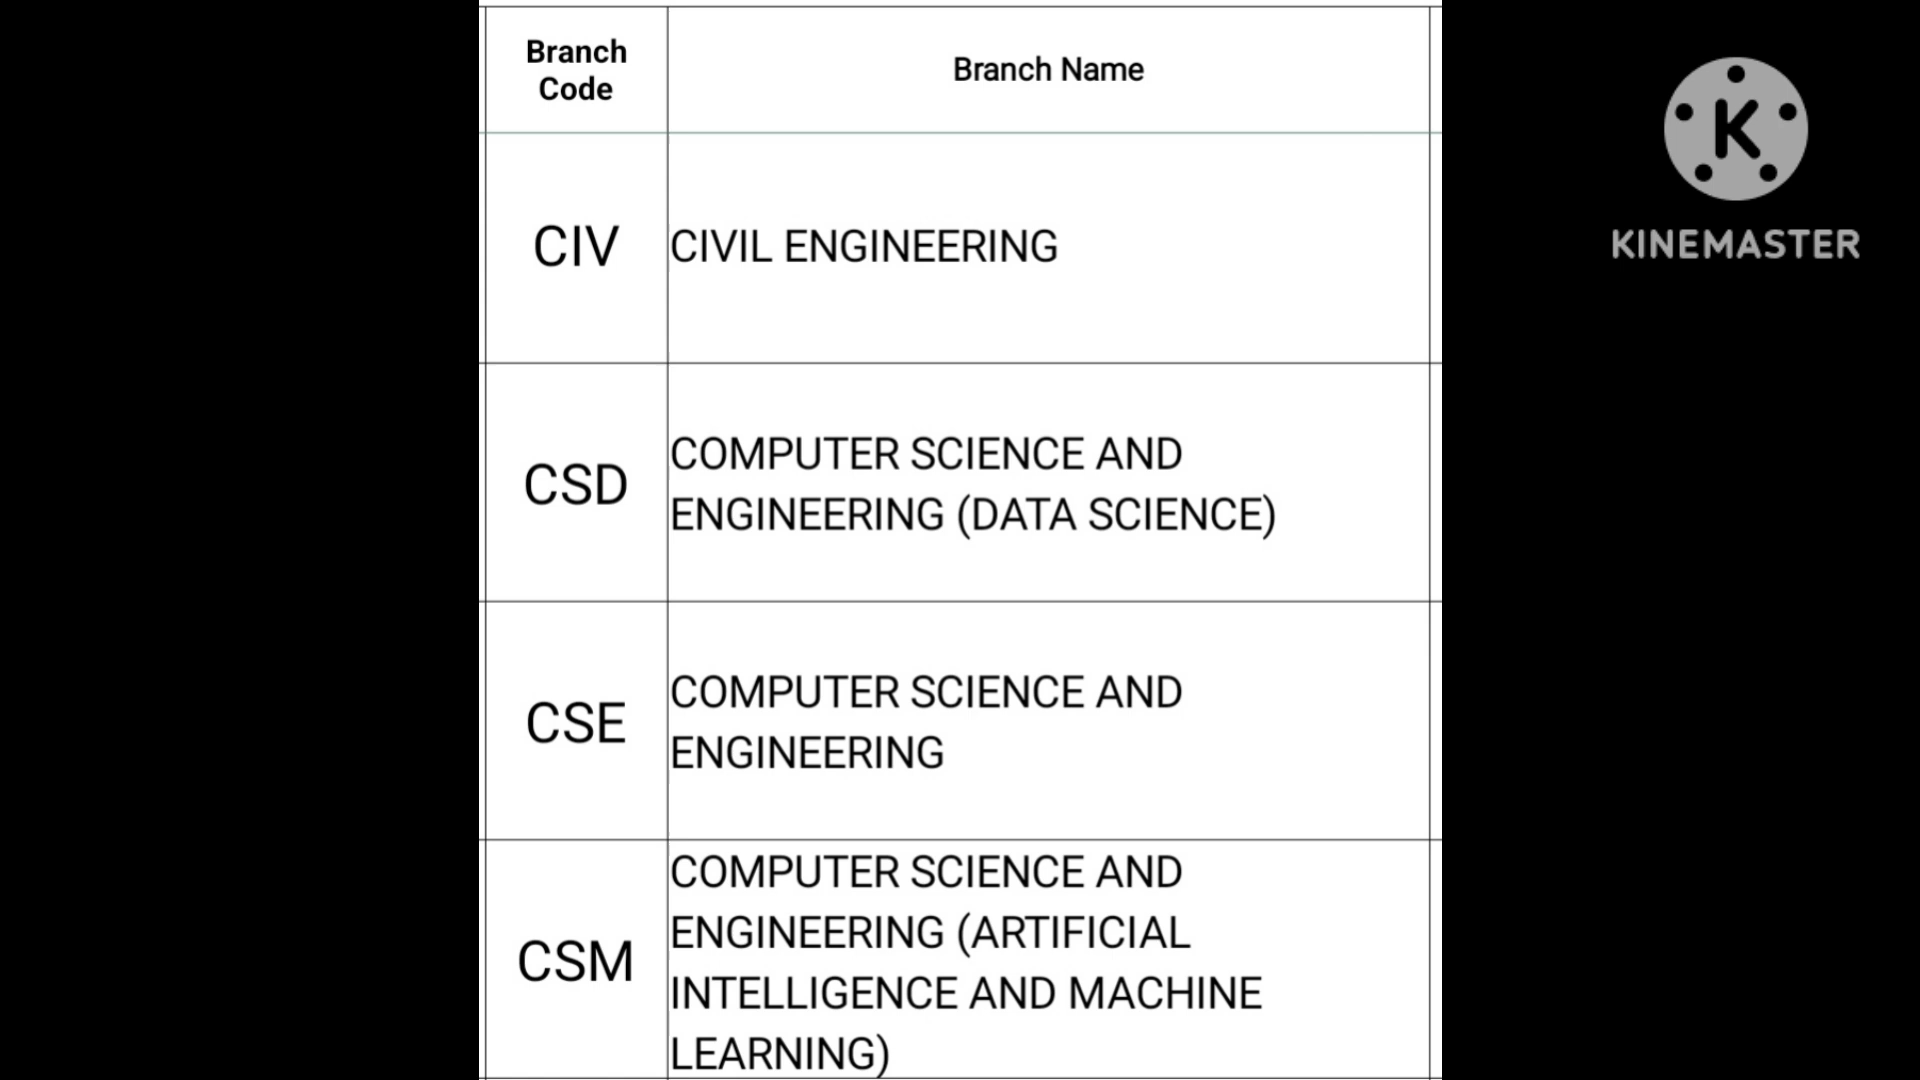 Branch
Code
Branch Name
CIV
CIVIL ENGINEERING
CSD
COMPUTER SCIENCE AND
ENGINEERING (DATA SCIENCE)
CSE
COMPUTER SCIENCE AND
ENGINEERING
CSM
COMPUTER SCIENCE AND
ENGINEERING (ARTIFICIAL
INTELLIGENCE AND MACHINE
LEARNING)
K
KINEMASTER